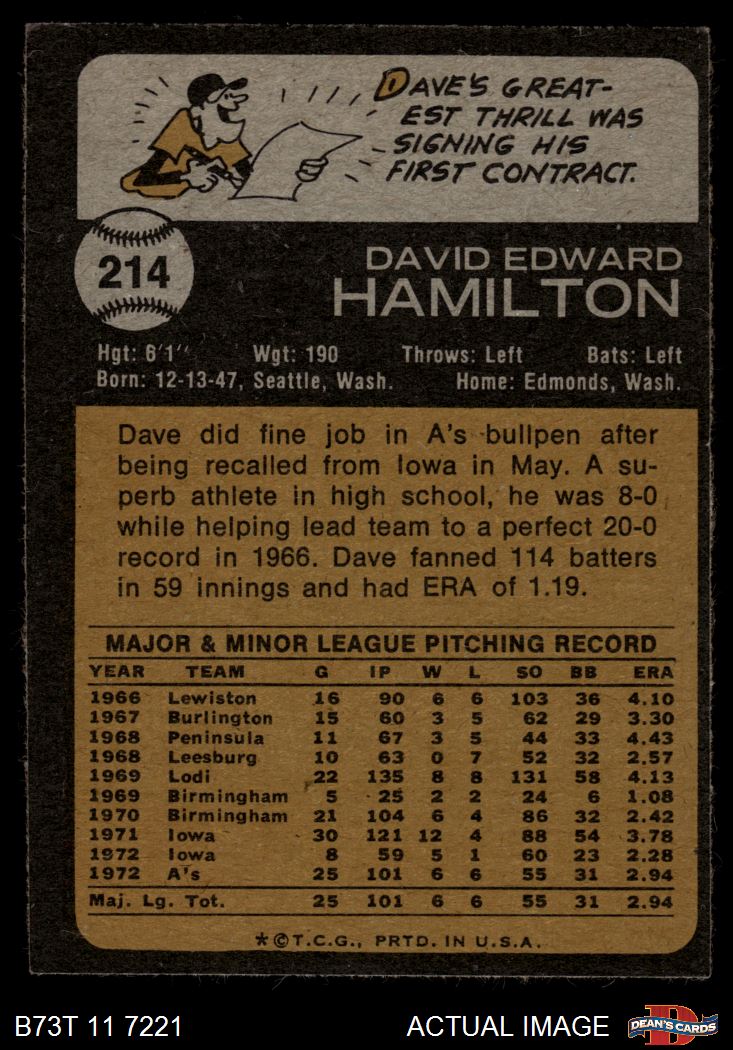 DAVE'S GREAT-
EST THRILL WAS
SIGNING HIS
FIRST CONTRACT.
214
DAVID EDWARD
HAMILTON
Hgt: 6'1'' Wgt: 190 Throws: Left Bats: Left
Born: 12-13-47, Seattle, Wash. Home: Edmonds, Wash.
Dave did fine job in A's bullpen after
being recalled from Iowa in May. A su-
perb athlete in high school, he was 8-0
while helping lead team to a perfect 20-0
record in 1966. Dave fanned 114 batters
in 59 innings and had ERA of 1.19.
MAJOR & MINOR LEAGUE PITCHING RECORD
YEAR TEAM G IP W L SO BB ERA
1966 Lewiston 16 90 6 6 103 36 4.10
1967 Burlington 15 60 3 5 62 29 3.30
1968 Peninsula 11 67 3 5 44 33 4.43
1968 Leesburg 10 63 0 7 52 32 2.57
1969 Lodi 22 135 8 8 131 58 4.13
1969 Birmingham 5 25 2 2 24 6 1.08
1970 Birmingham 21 104 6 4 86 32 2.42
1971 Iowa 30 121 12 4 88 54 3.78
1972 Iowa 8 59 5 1 60 23 2.28
1972 A's 25 101 6 6 55 31 2.94
Maj. Lg. Tot. 25 101 6 6 55 31 2.94
*©T.C.G., PRTD. IN U.S.A.
B73T 11 7221 ACTUAL IMAGE DEAN'S CARDS